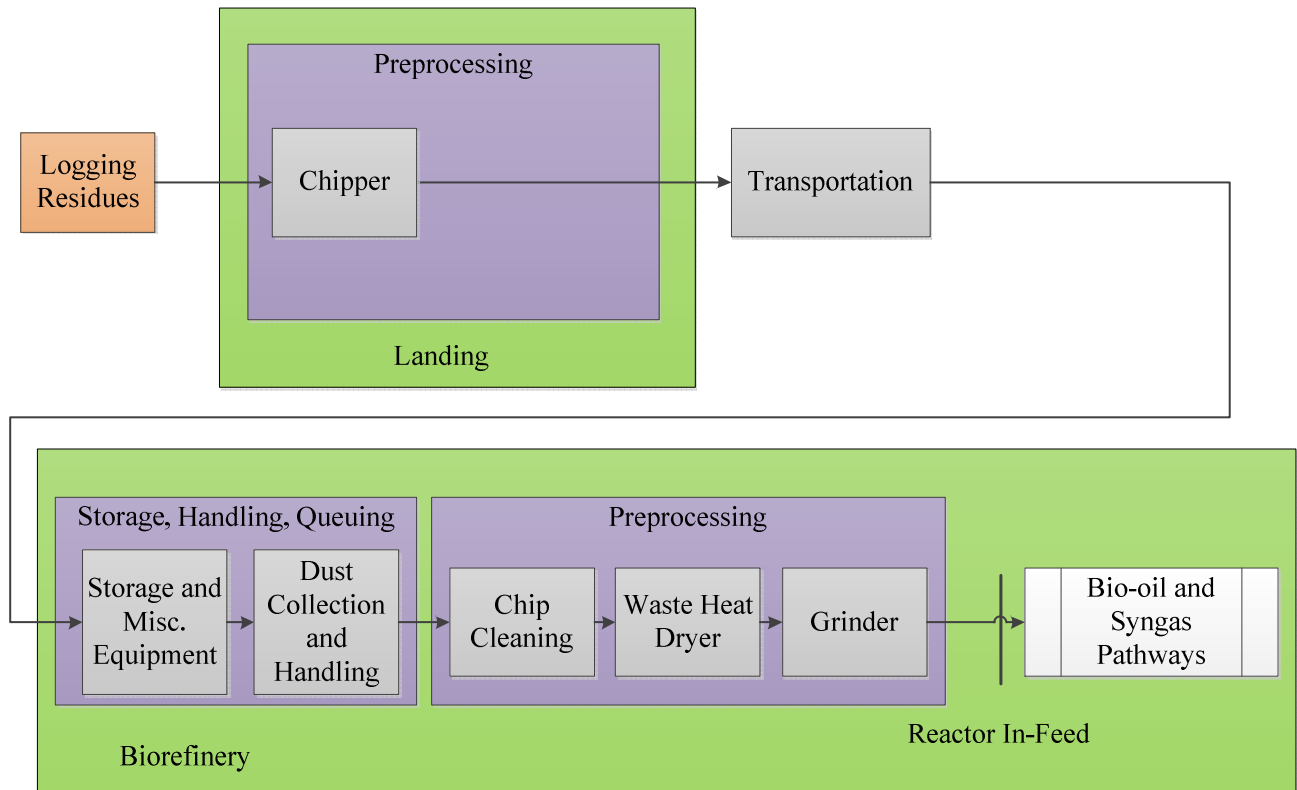 Preprocessing
Logging
Residues
Chipper
Transportation
Landing
Storage, Handling, Queuing
Storage and
Misc.
Equipment
Dust
Collection
and
Handling
Preprocessing
Chip
Cleaning
Waste Heat
Dryer
Grinder
Bio-oil and
Syngas
Pathways
Reactor In-Feed
Biorefinery